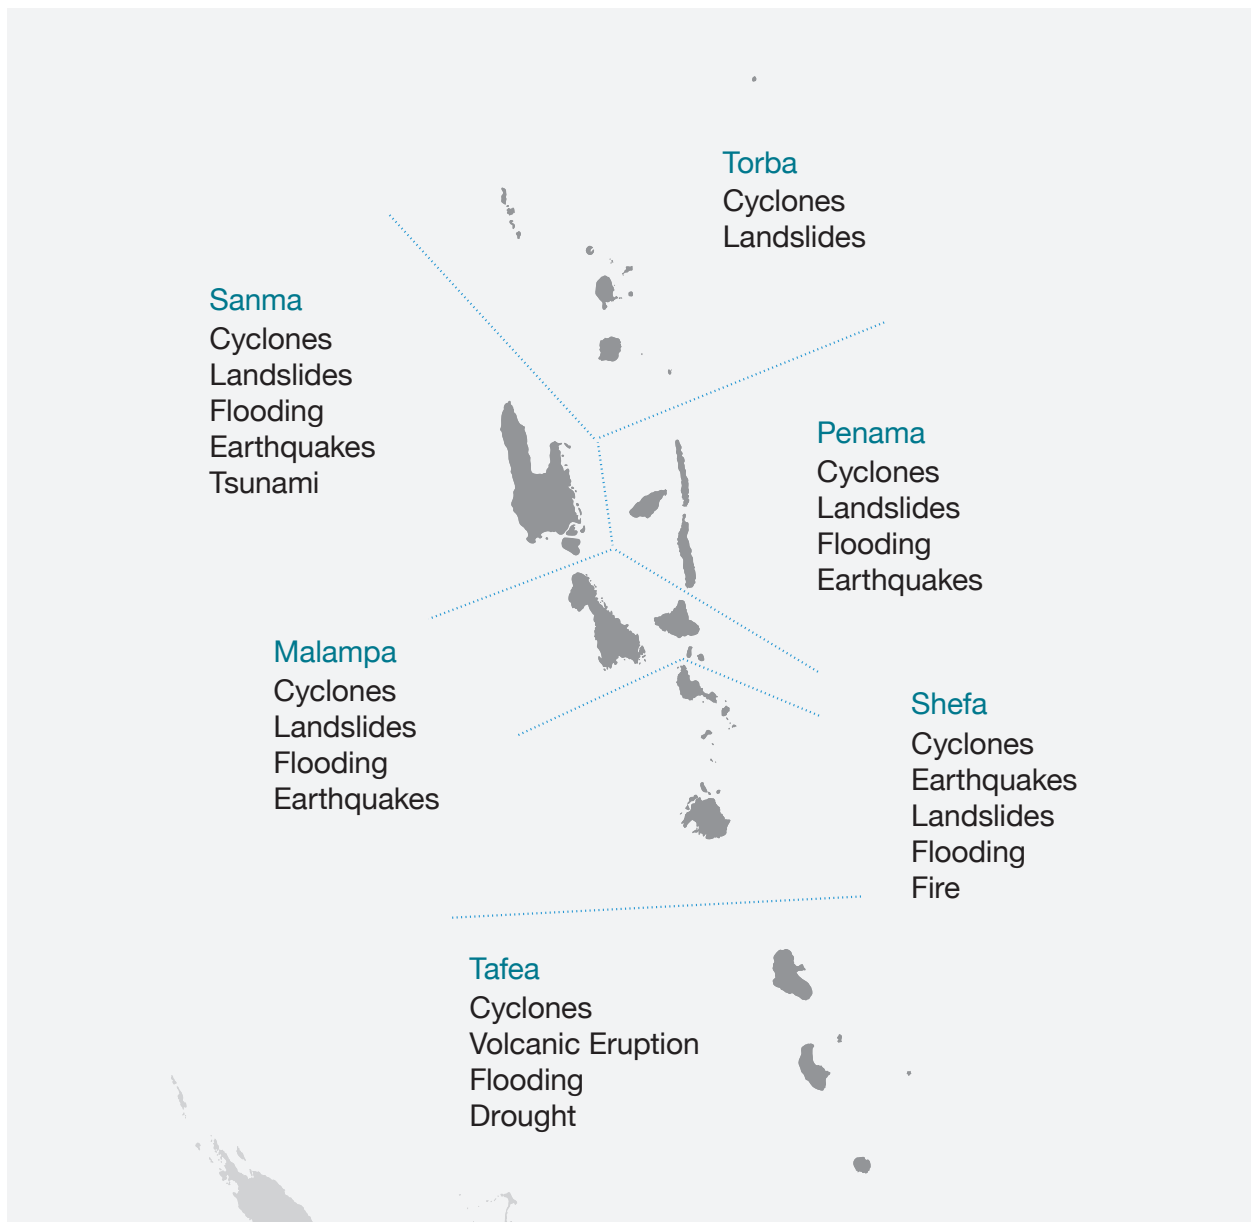 Torba
Cyclones
Landslides
Sanma
Cyclones
Landslides
Flooding
Earthquakes
Tsunami
Penama
Cyclones
Landslides
Flooding
Earthquakes
Malampa
Cyclones
Landslides
Flooding
Earthquakes
Shefa
Cyclones
Earthquakes
Landslides
Flooding
Fire
Tafea
Cyclones
Volcanic Eruption
Flooding
Drought